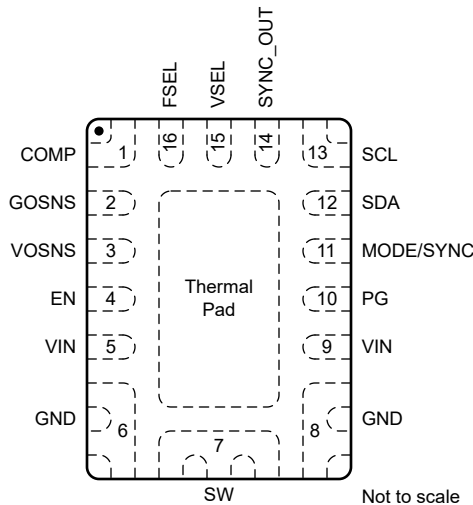 FSEL
VSEL
SYNC_OUT
COMP 1 16 15 14 13 SCL
GOSNS 2 12 SDA
VOSNS 3 11 MODE/SYNC
Thermal
Pad
EN 4 10 PG
VIN 5 9 VIN
GND 6 7 8 GND
SW
Not to scale